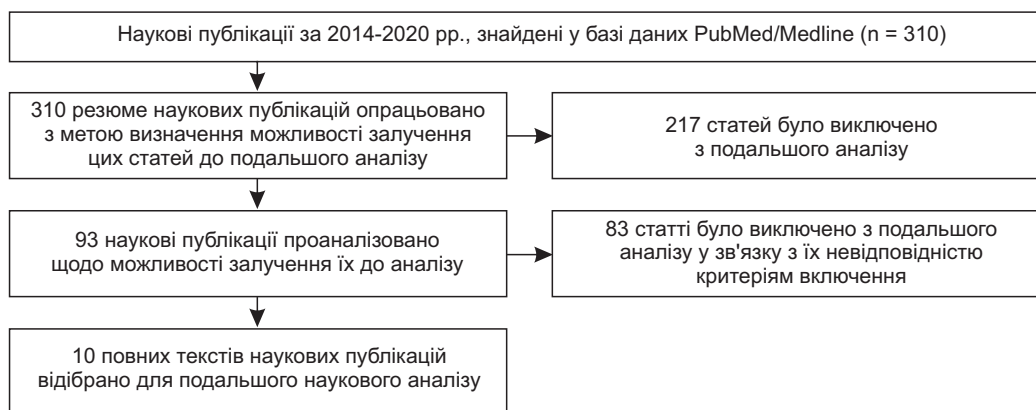 Наукові публікації за 2014-2020 рр., знайдені у базі даних PubMed/Medline (n = 310)
310 резюме наукових публікацій опрацьовано
з метою визначення можливості залучення
цих статей до подальшого аналізу
217 статей було виключено
з подальшого аналізу
93 наукові публікації проаналізовано
щодо можливості залучення їх до аналізу
83 статті було виключено з подальшого
аналізу у зв'язку з їх невідповідністю
критеріям включення
10 повних текстів наукових публікацій
відібрано для подальшого наукового аналізу